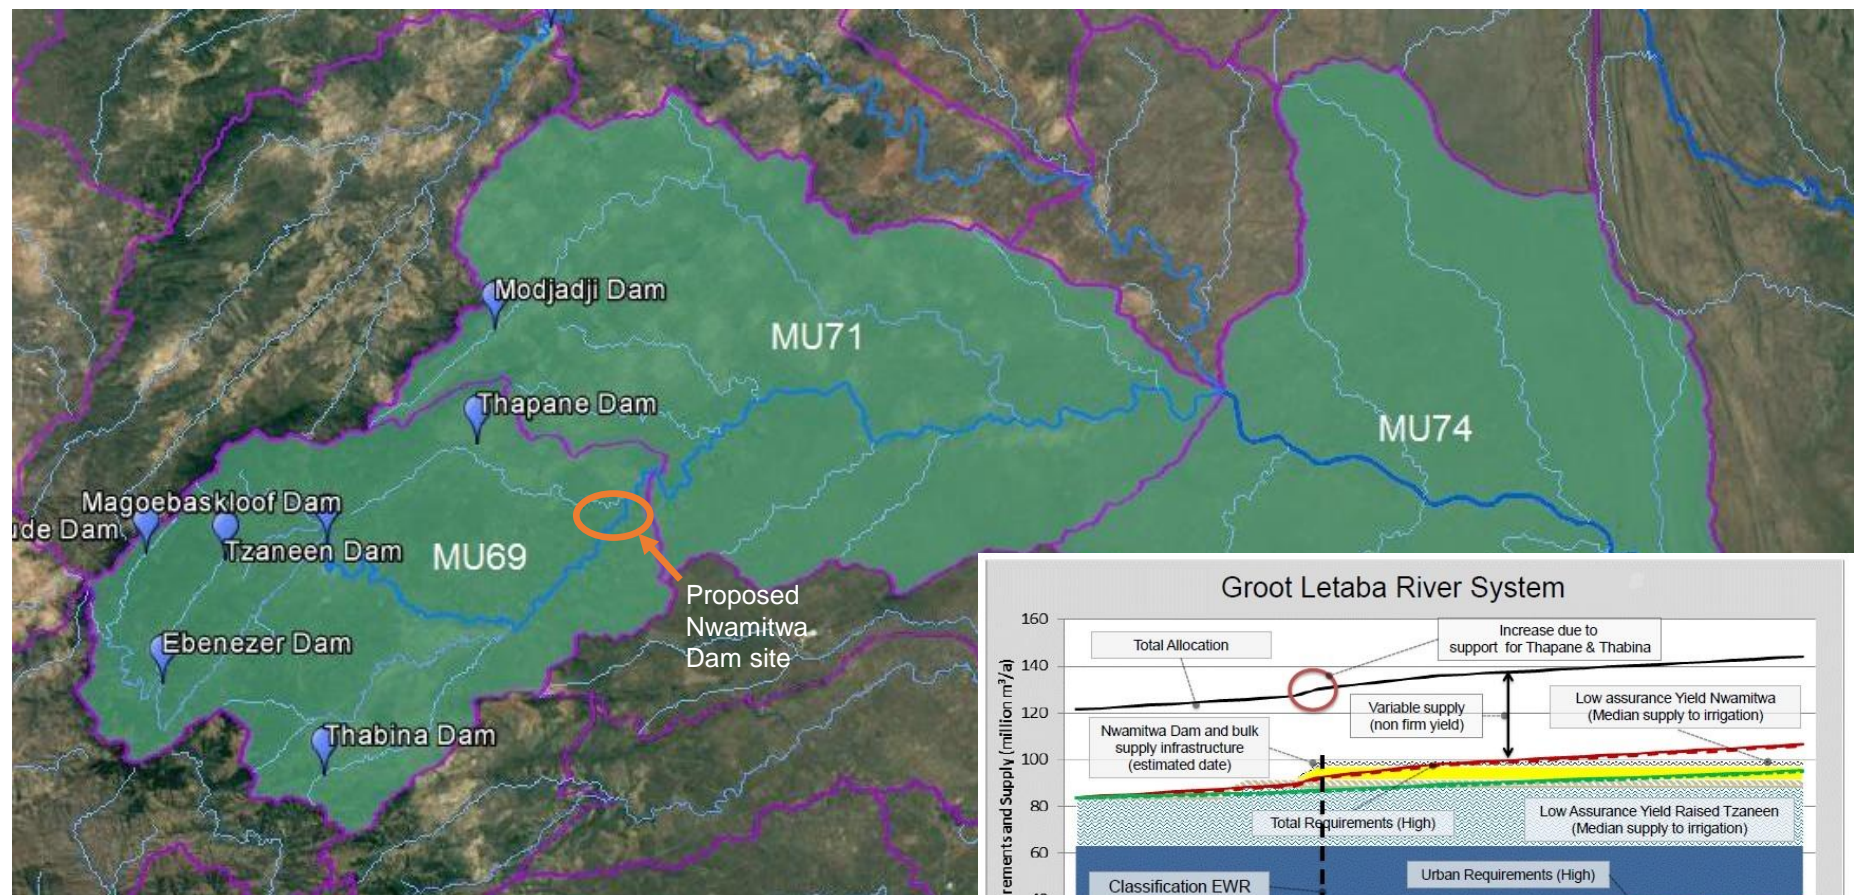 Modjadji Dam
MU71
Thapane Dam
MU74
Magoebaskloof Dam
Dam
Tzaneen Dam
MU69
Proposed
Nwamitwa
Dam site
Ebenezer Dam
Thabina Dam
Groot Letaba River System
160
140
120
100
80
60
and Supply (million m³/a)
Total Allocation
Increase due to
support for Thapane & Thabina
Variable supply
(non firm yield)
Low assurance Yield Nwamitwa
(Median supply to irrigation)
Nwamitwa Dam and bulk
supply infrastructure
(estimated date)
Total Requirements (High)
Low Assurance Yield Raised Tzaneen
(Median supply to irrigation)
Classification EWR
Urban Requirements (High)